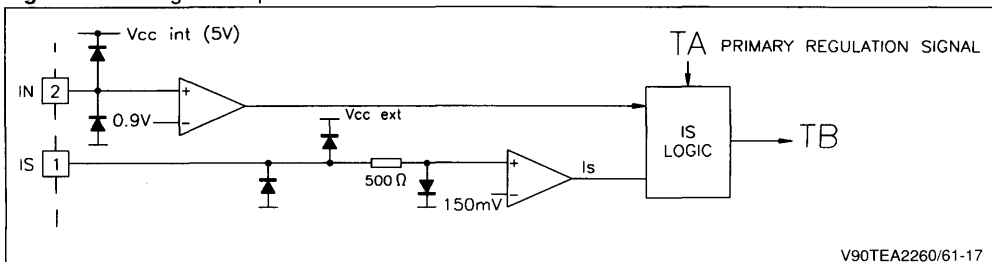 Vcc int (5V)
TA PRIMARY REGULATION SIGNAL
IN 2
+
0.9V
-
Vcc ext
IS
LOGIC
TB
IS 1
500Ω
+
Is
150mV
-
V90TEA2260/61-17